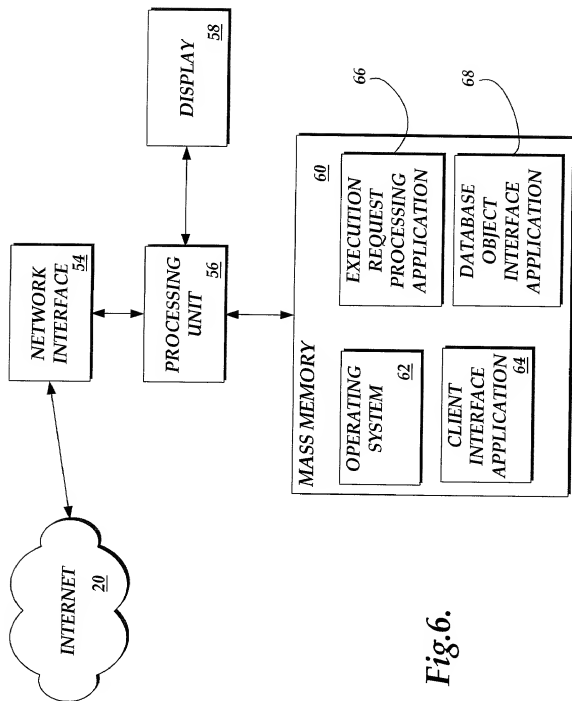 INTERNET
20
NETWORK
INTERFACE
54
PROCESSING
UNIT
56
DISPLAY
58
MASS MEMORY
60
OPERATING
SYSTEM
62
CLIENT
INTERFACE
APPLICATION
64
EXECUTION
REQUEST
PROCESSING
APPLICATION
66
DATABASE
OBJECT
INTERFACE
APPLICATION
68
Fig.6.